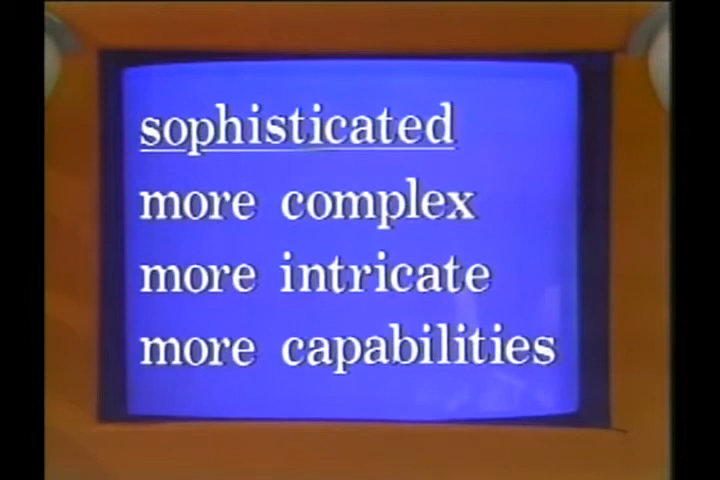 sophisticated
more complex
more intricate
more capabilities